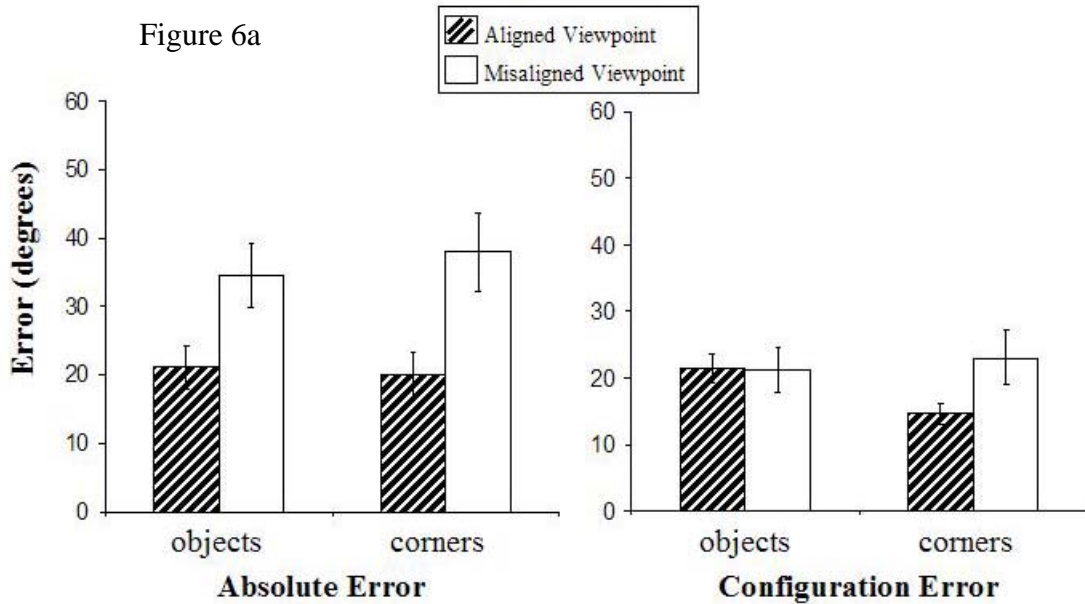 Figure 6a
Aligned Viewpoint
Misaligned Viewpoint
Error (degrees)
60
50
40
30
20
10
0
objects corners
Absolute Error
60
50
40
30
20
10
0
objects corners
Configuration Error